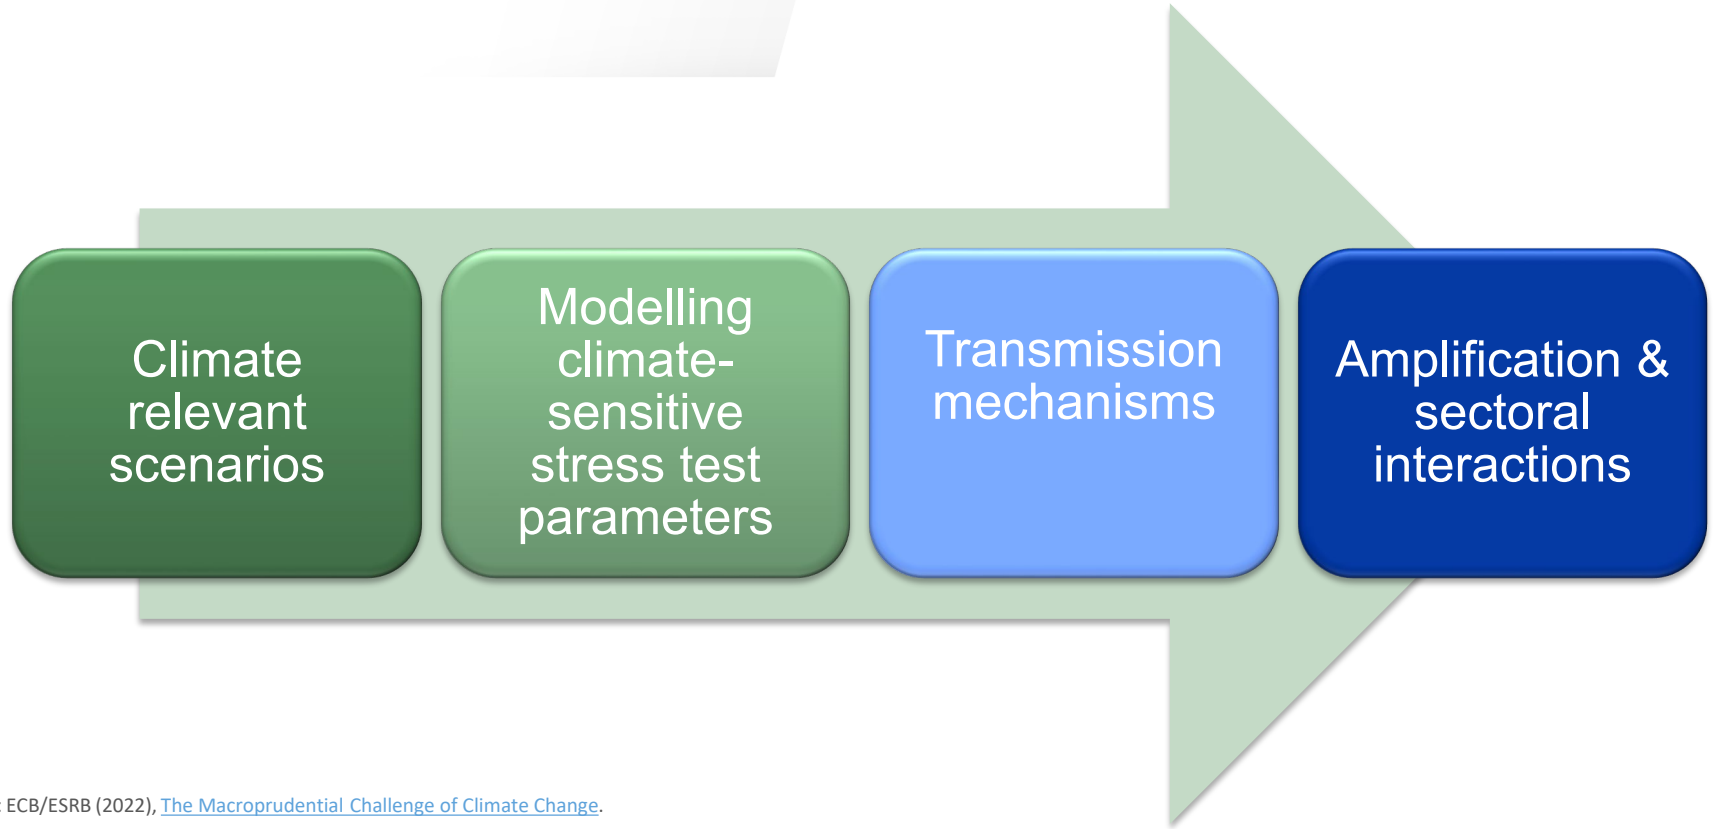 Climate
relevant
scenarios
Modelling
climate-
sensitive
stress test
parameters
Transmission
mechanisms
Amplification &
sectoral
interactions
: ECB/ESRB (2022), The Macroprudential Challenge of Climate Change.